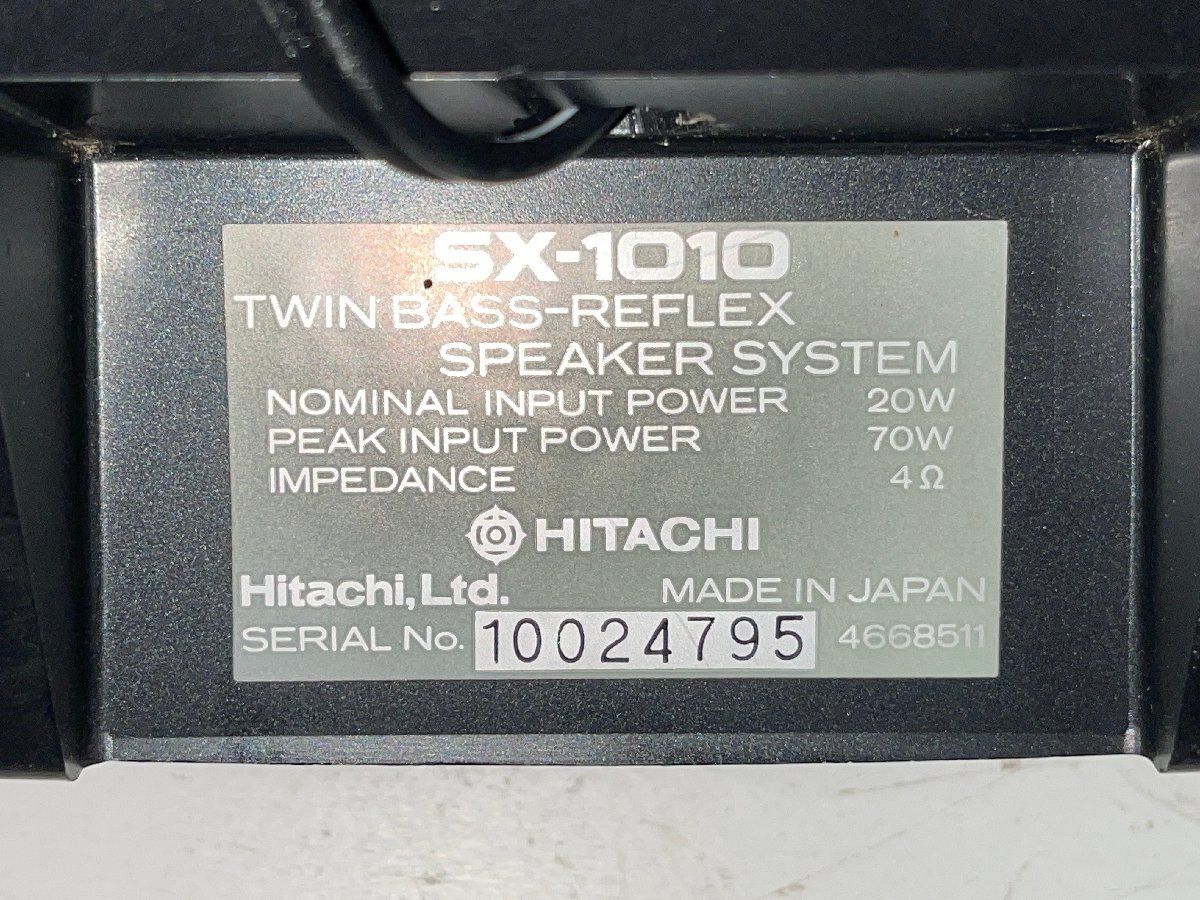 SX-1010
TWIN BASS-REFLEX
SPEAKER SYSTEM
NOMINAL INPUT POWER 20W
PEAK INPUT POWER 70W
IMPEDANCE 4Ω
HITACHI
Hitachi,Ltd. MADE IN JAPAN
SERIAL No. 10024795 4668511